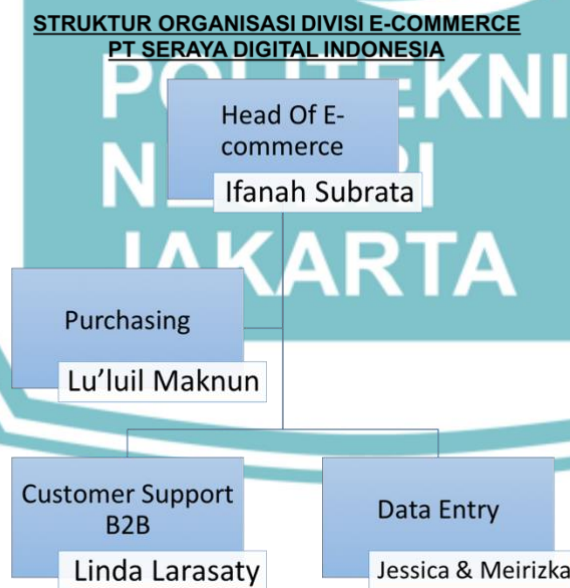 STRUKTUR ORGANISASI DIVISI E-COMMERCE
PT SERAYA DIGITAL INDONESIA
Head Of E-
commerce
Ifanah Subrata
JAKARTA
Purchasing
Lu’luil Maknun
Customer Support
B2B
Linda Larasaty
Data Entry
Jessica & Meirizka